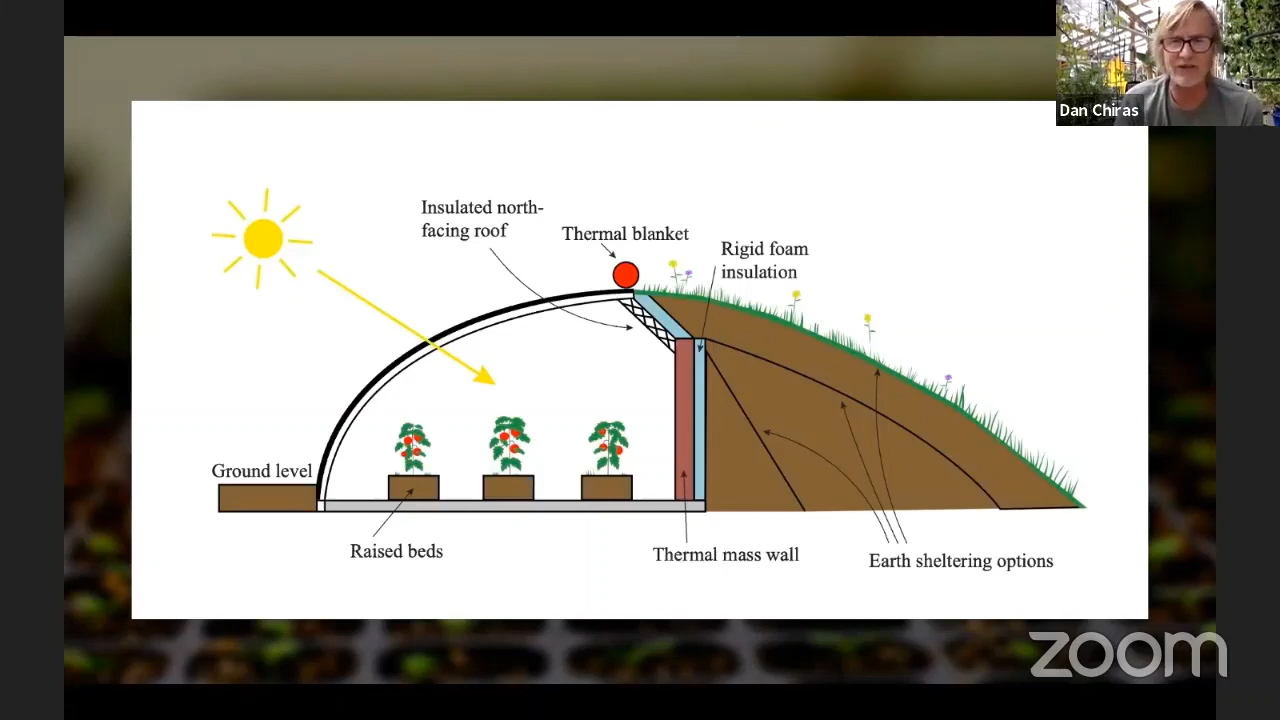 Dan Chiras
Insulated north-
facing roof
Thermal blanket
Rigid foam
insulation
Ground level
Raised beds
Thermal mass wall
Earth sheltering options
zoom